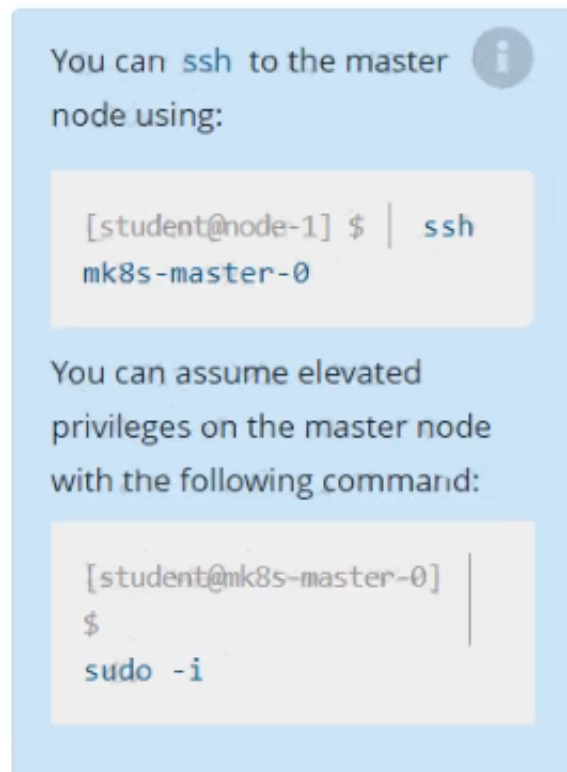 You can ssh to the master
node using:
[student@node-1] $ | ssh
mk8s-master-0
You can assume elevated
privileges on the master node
with the following command:
[student@mk8s-master-0]
$
sudo -i